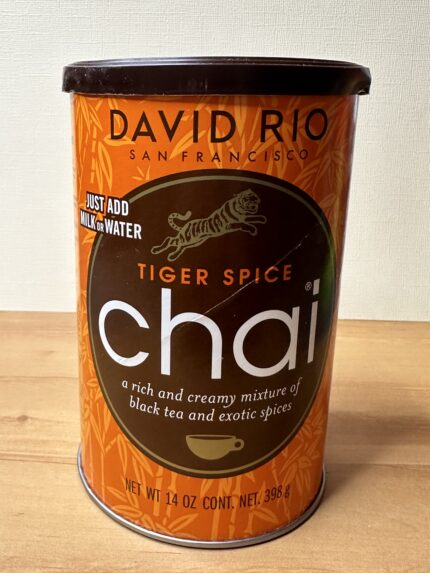 DAVID RIO
SAN FRANCISCO
JUST ADD
MILK OR WATER
TIGER SPICE
chai®
a rich and creamy mixture of
black tea and exotic spices
NET WT 14 OZ CONT. NET. 398 g